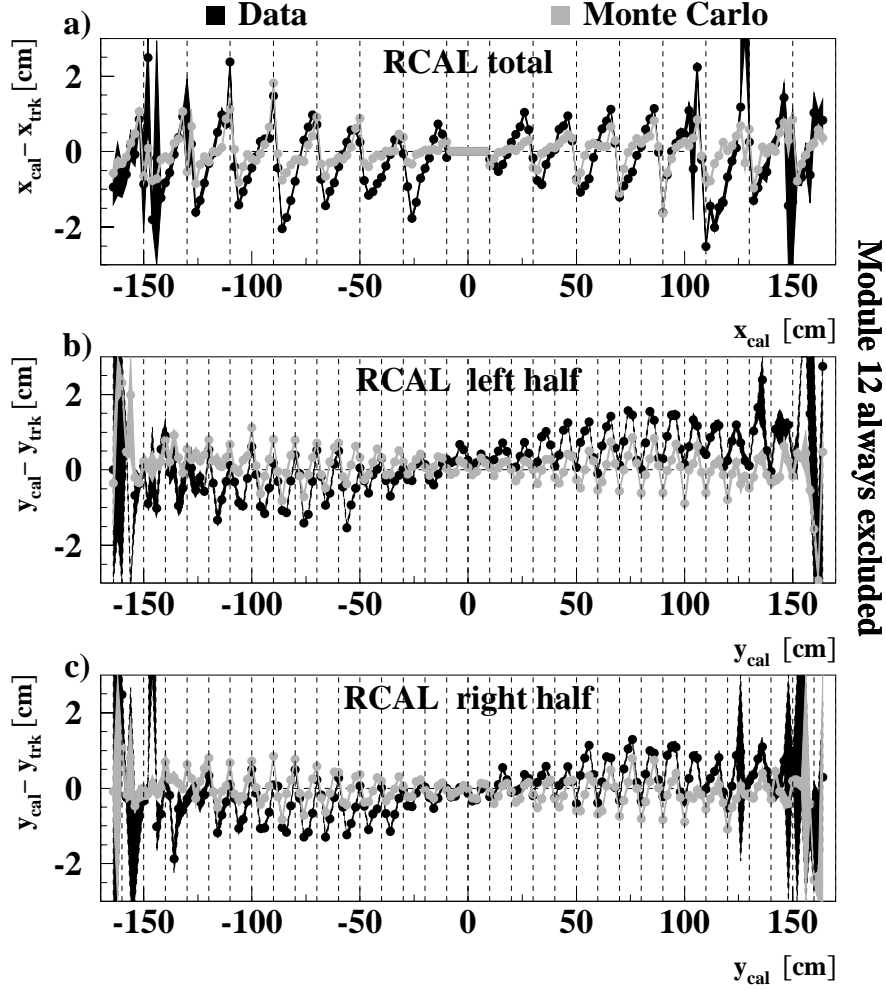 Data Monte Carlo
a)
RCAL total
x_cal - x_trk [cm]
2
0
-2
-150 -100 -50 0 50 100 150
x_cal [cm]
b)
RCAL left half
y_cal - y_trk [cm]
2
0
-2
-150 -100 -50 0 50 100 150
y_cal [cm]
c)
RCAL right half
y_cal - y_trk [cm]
2
0
-2
-150 -100 -50 0 50 100 150
y_cal [cm]
Module 12 always excluded